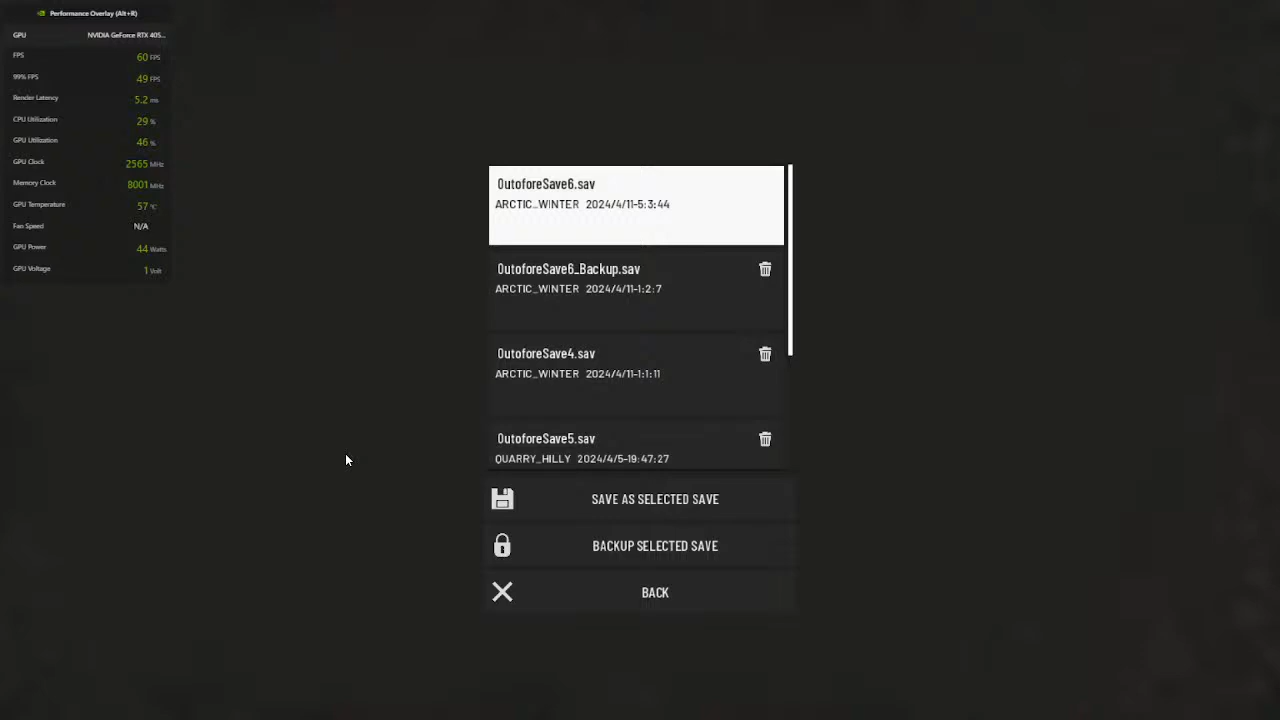 Performance Overlay (Alt+R)
GPU NVIDIA GeForce RTX 405...
FPS 60 FPS
99% FPS 49 FPS
Render Latency 5.2 ms
CPU Utilization 29 %
GPU Utilization 46 %
GPU Clock 2565 MHz
Memory Clock 8001 MHz
GPU Temperature 57 °C
Fan Speed N/A
GPU Power 44 Watts
GPU Voltage 1 Volt
OutoforeSave6.sav
ARCTIC_WINTER 2024/4/11-5:3:44
OutoforeSave6_Backup.sav
ARCTIC_WINTER 2024/4/11-1:2:7
OutoforeSave4.sav
ARCTIC_WINTER 2024/4/11-1:1:11
OutoforeSave5.sav
QUARRY_HILLY 2024/4/5-19:47:27
SAVE AS SELECTED SAVE
BACKUP SELECTED SAVE
BACK